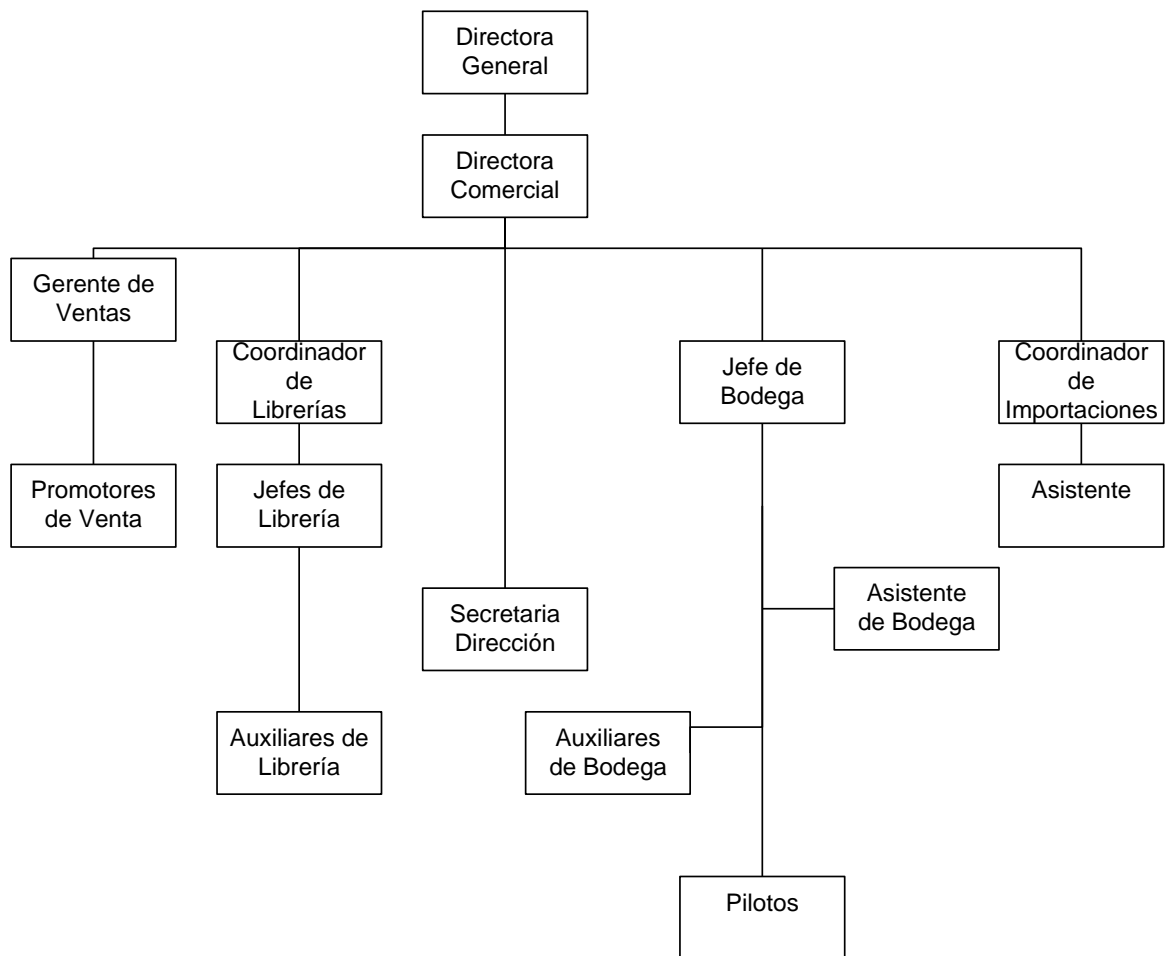 Directora
General
Directora
Comercial
Gerente de
Ventas
Coordinador
de
Librerías
Jefe de
Bodega
Coordinador
de
Importaciones
Promotores
de Venta
Jefes de
Librería
Asistente
Asistente
de Bodega
Secretaria
Dirección
Auxiliares de
Librería
Auxiliares
de Bodega
Pilotos